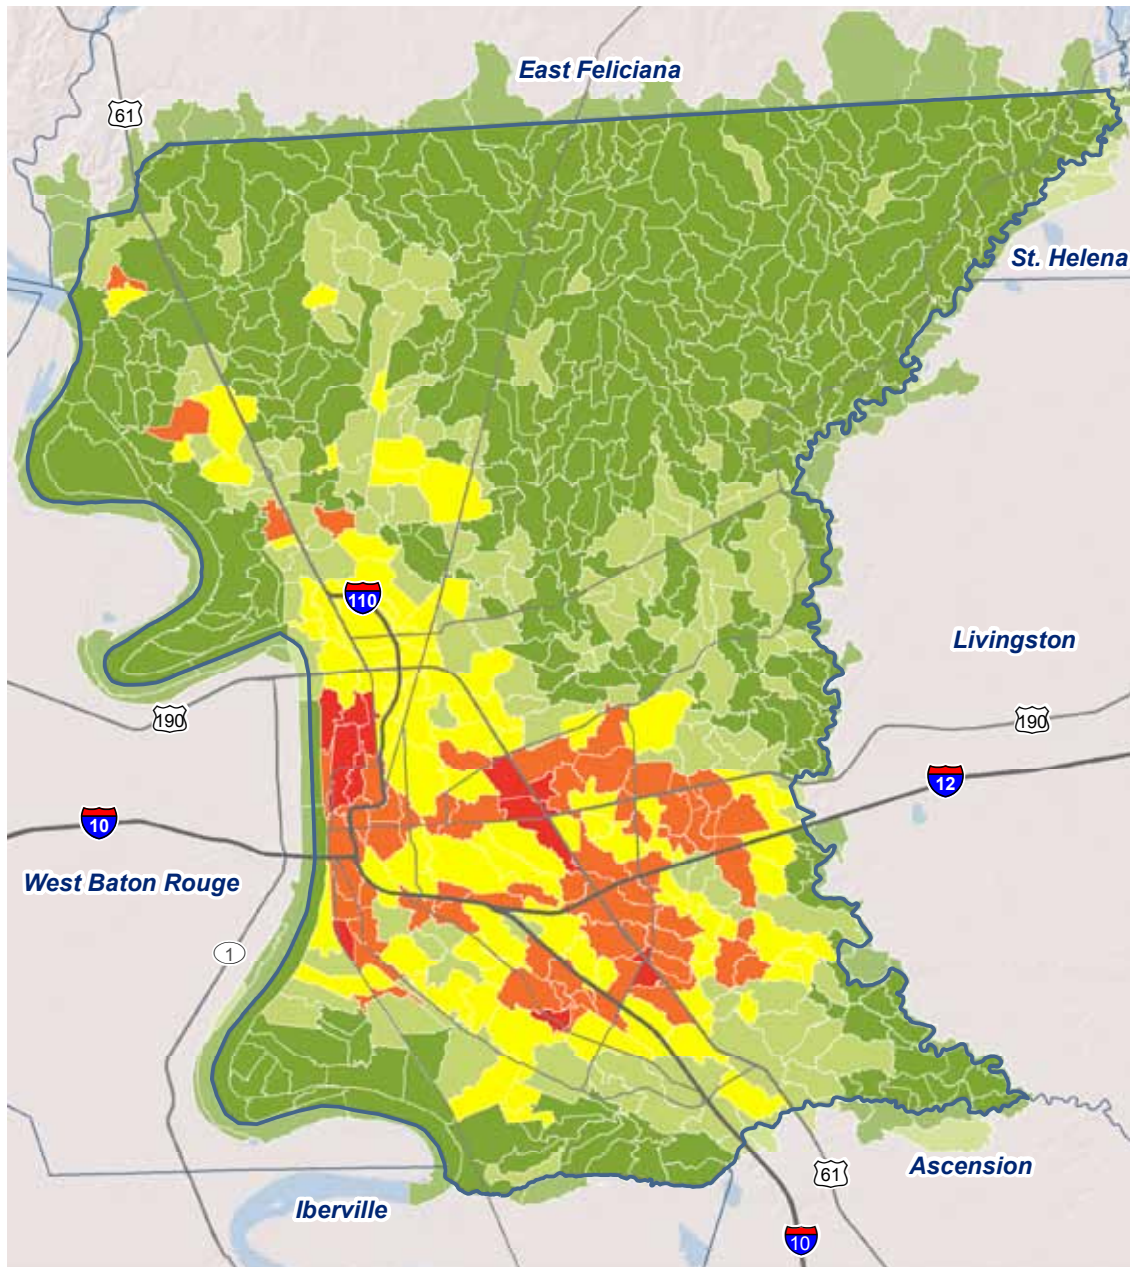 East Feliciana
61
St. Helena
110
Livingston
190
190
12
10
West Baton Rouge
1
Ascension
61
Iberville
10